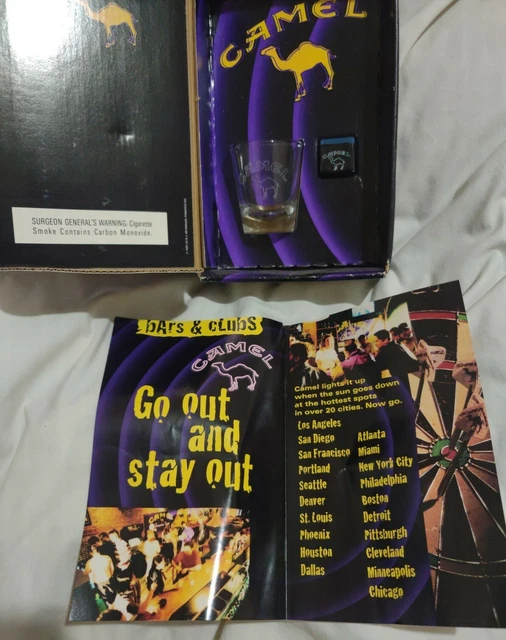 CAMEL
CAMEL
CAMEL
SURGEON GENERAL'S WARNING: Cigarette
Smoke Contains Carbon Monoxide.
bArs & cLubS
CAMEL
Go out
and
stay out
Camel lights it up
when the sun goes down
at the hottest spots
in over 20 cities. Now go.
Los Angeles
San Diego
San Francisco
Portland
Seattle
Denver
St. Louis
Phoenix
Houston
Dallas
Atlanta
Miami
New York City
Philadelphia
Boston
Detroit
Pittsburgh
Cleveland
Minneapolis
Chicago